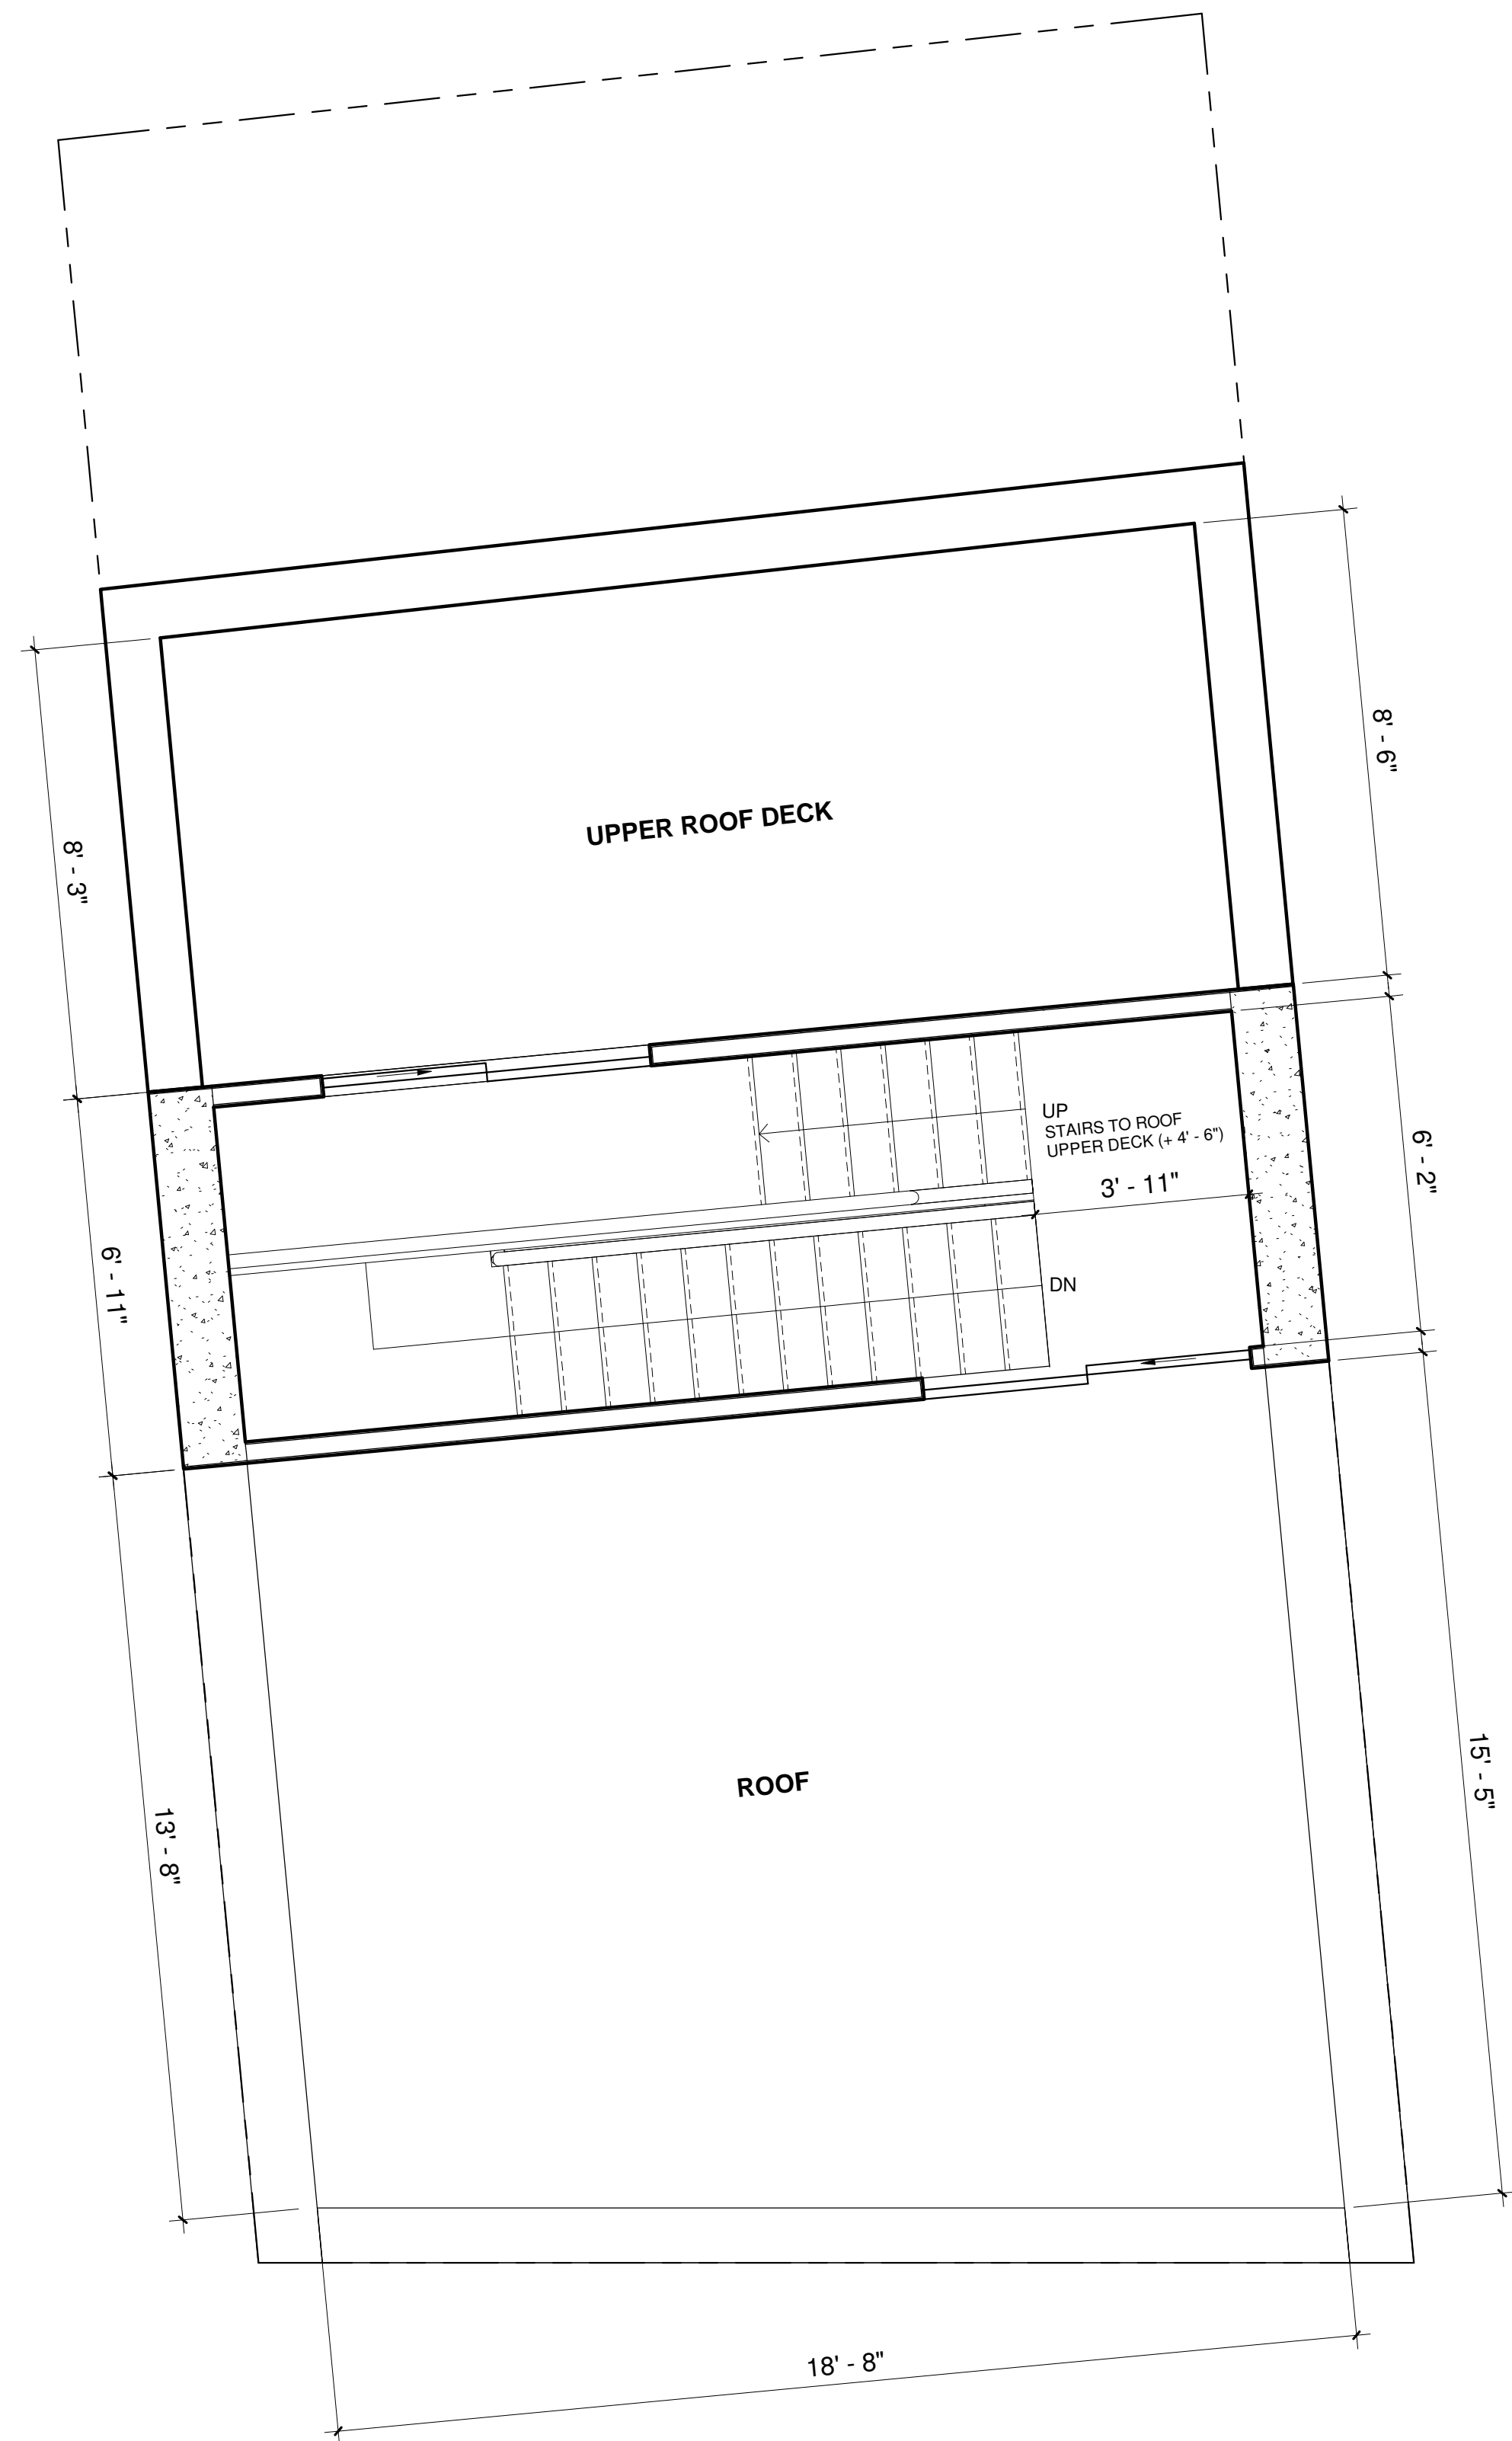 8' - 6"
UPPER ROOF DECK
8' - 3"
UP
STAIRS TO ROOF
UPPER DECK (+ 4' - 6")
6' - 2"
3' - 11"
6' - 11"
DN
ROOF
15' - 5"
13' - 8"
18' - 8"